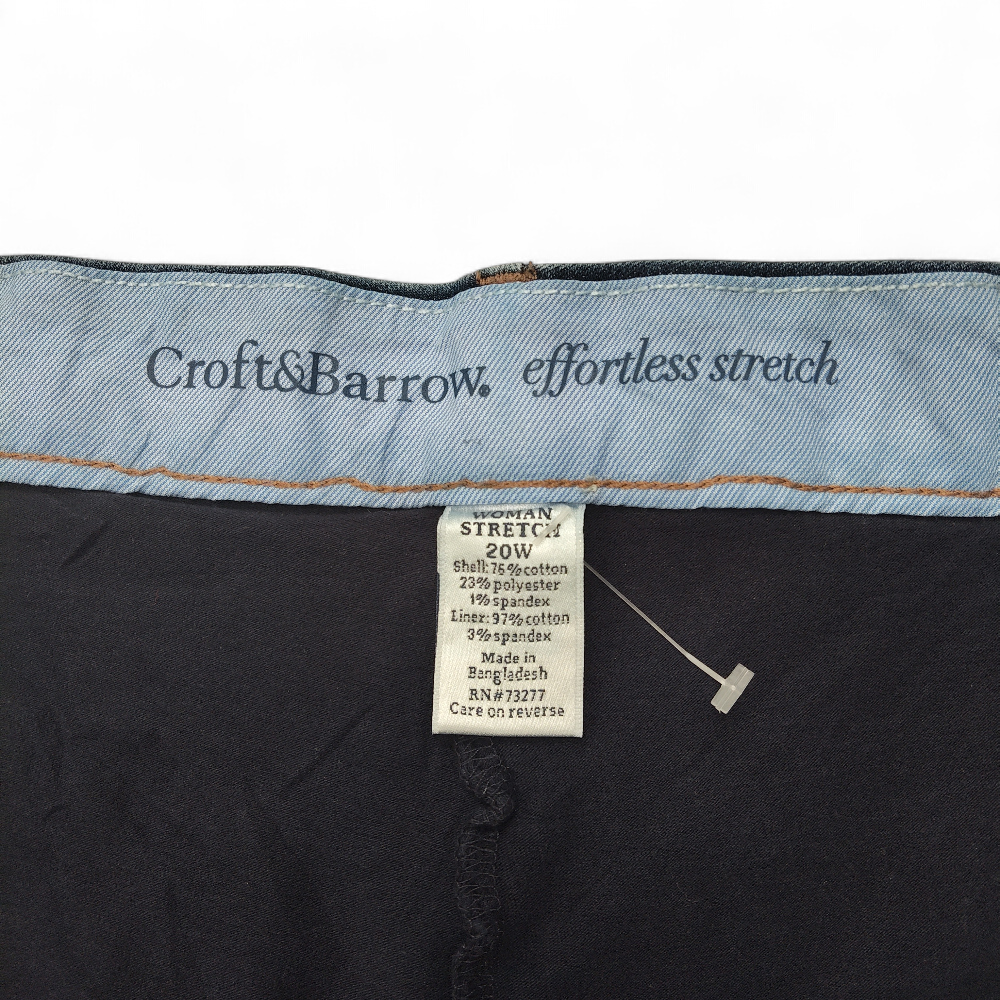 Croft&Barrow. effortless stretch
WOMAN
STRETCH
20W
Shell:76%cotton
23%polyester
1%spandex
Liner:97%cotton
3%spandex
Made in
Bangladesh
RN#73277
Care on reverse